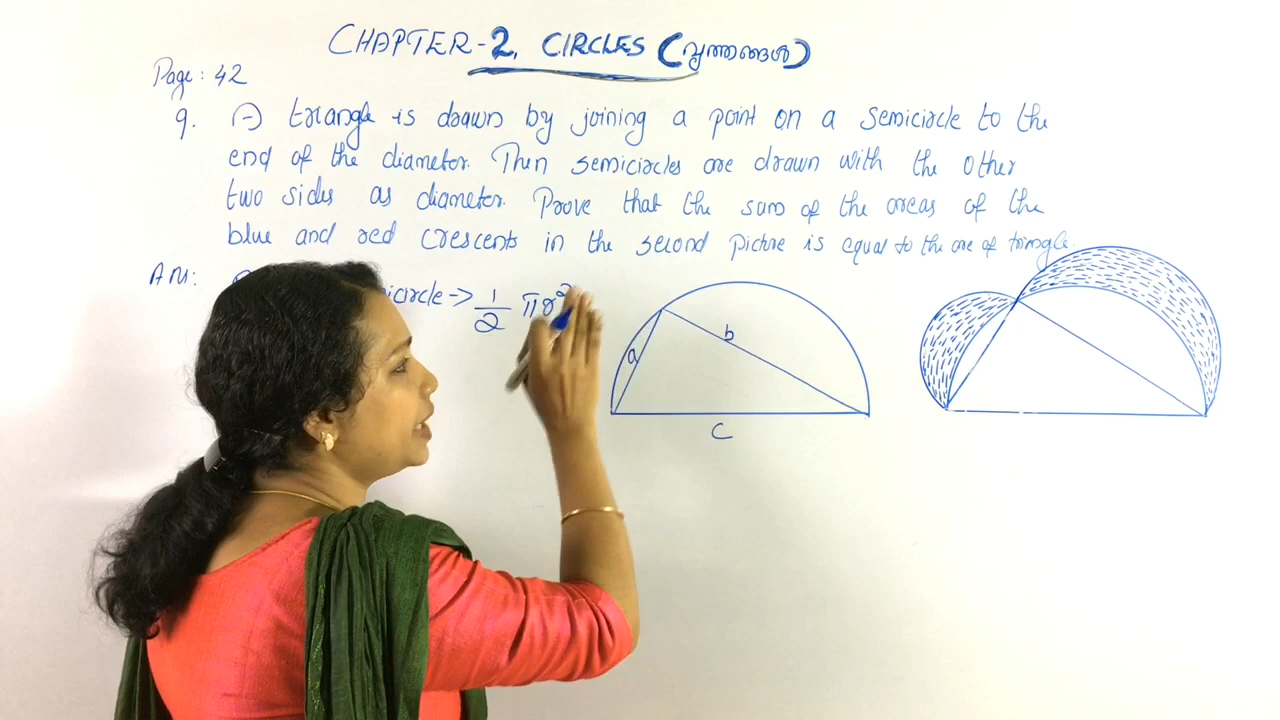 CHAPTER-2. CIRCLES (വൃത്തങ്ങൾ)
Page: 42
9. A triangle is drawn by joining a point on a semicircle to the
end of the diameter. Then semicircles are drawn with the other
two sides as diameter. Prove that the sum of the areas of the
blue and red crescents in the second picture is equal to the are of triangle.
Ans: icircle → 1/2 πr²
a
b
C